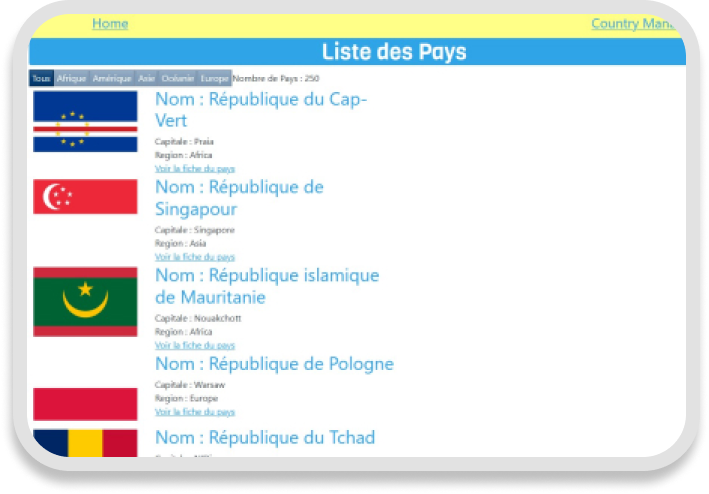 Home
Country Man
Liste des Pays
Tous Afrique Amérique Asie Océanie Europe Nombre de Pays : 250
Nom : République du Cap-
Vert
Capitale : Praia
Region : Africa
Voir la fiche du pays
Nom : République de
Singapour
Capitale : Singapore
Region : Asia
Voir la fiche du pays
Nom : République islamique
de Mauritanie
Capitale : Nouakchott
Region : Africa
Voir la fiche du pays
Nom : République de Pologne
Capitale : Warsaw
Region : Europe
Voir la fiche du pays
Nom : République du Tchad